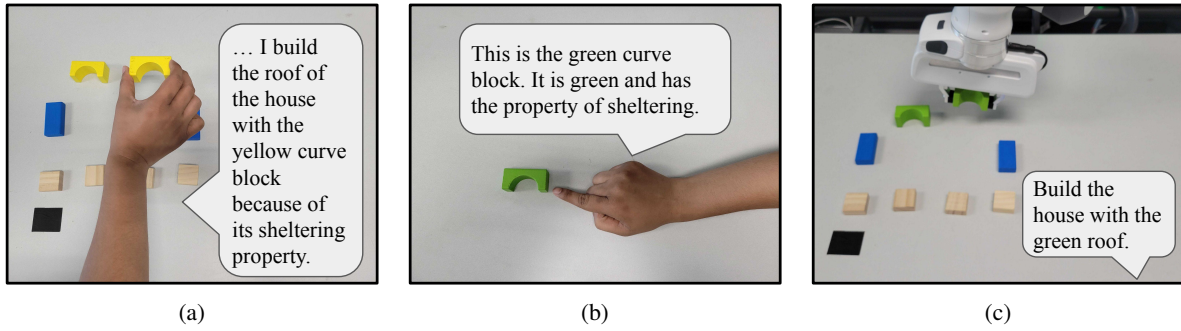 … I build
the roof of
the house
with the
yellow curve
block
because of
its sheltering
property.
This is the green curve
block. It is green and has
the property of sheltering.
Build the
house with the
green roof.
(a)
(b)
(c)